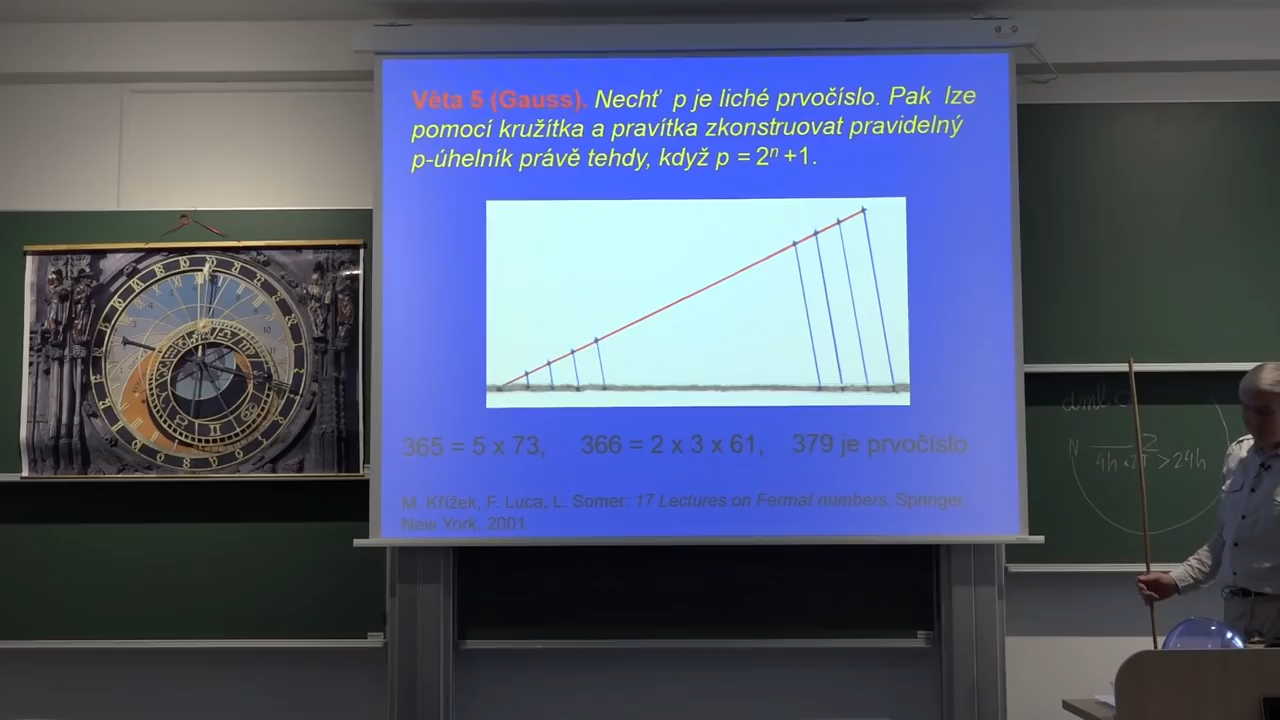 Věta 5 (Gauss). Nechť p je liché prvočíslo. Pak lze
pomocí kružítka a pravítka zkonstruovat pravidelný
p-úhelník právě tehdy, když p = 2ⁿ +1.
365 = 5 x 73, 366 = 2 x 3 x 61, 379 je prvočíslo
M. Křížek, F. Luca, L. Somer: 17 Lectures on Fermat numbers. Springer,
New York, 2001
dml.c
N
4h × 2
> 24h